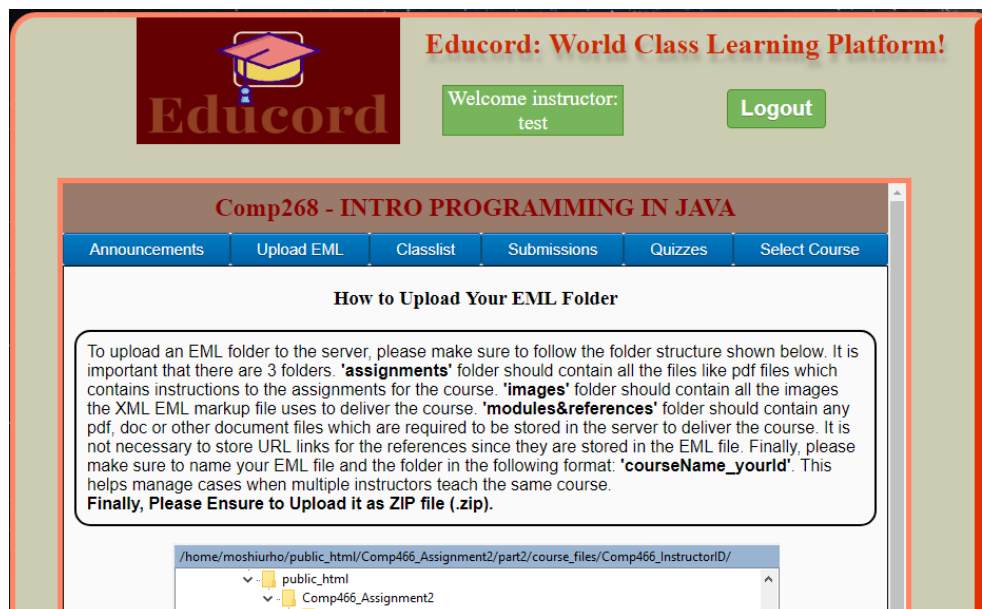 Educord: World Class Learning Platform!
Educord
Welcome instructor:
test
Logout
Comp268 - INTRO PROGRAMMING IN JAVA
Announcements Upload EML Classlist Submissions Quizzes Select Course
How to Upload Your EML Folder
To upload an EML folder to the server, please make sure to follow the folder structure shown below. It is
important that there are 3 folders. 'assignments' folder should contain all the files like pdf files which
contains instructions to the assignments for the course. 'images' folder should contain all the images
the XML EML markup file uses to deliver the course. 'modules&references' folder should contain any
pdf, doc or other document files which are required to be stored in the server to deliver the course. It is
not necessary to store URL links for the references since they are stored in the EML file. Finally, please
make sure to name your EML file and the folder in the following format: 'courseName_yourId'. This
helps manage cases when multiple instructors teach the same course.
Finally, Please Ensure to Upload it as ZIP file (.zip).
/home/moshiurho/public_html/Comp466_Assignment2/part2/course_files/Comp466_InstructorID/
public_html
Comp466_Assignment2